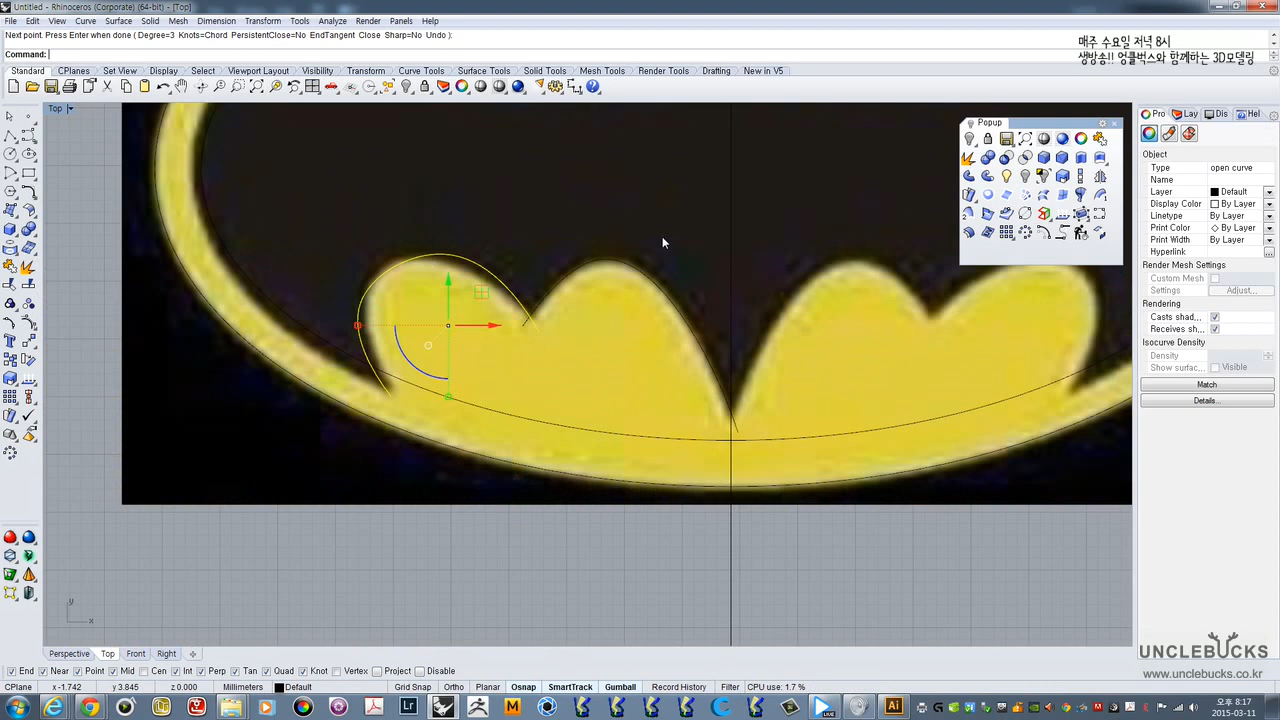 Untitled - Rhinoceros (Corporate) (64-bit) - [Top]
File Edit View Curve Surface Solid Mesh Dimension Transform Tools Analyze Render Panels Help
Next point. Press Enter when done ( Degree=3 Knots=Chord PersistentClose=No EndTangent Close Sharp=No Undo ):
Command:
매주 수요일 저녁 8시
생방송!! 엉클벅스와 함께하는 3D모델링
Standard CPlanes Set View Display Select Viewport Layout Visibility Transform Curve Tools Surface Tools Solid Tools Mesh Tools Render Tools Drafting New in V5
Top
Popup
Pro Lay Dis Hel
Object
Type open curve
Name
Layer Default
Display Color By Layer
Linetype By Layer
Print Color By Layer
Print Width By Layer
Hyperlink ...
Render Mesh Settings
Custom Mesh
Settings Adjust...
Rendering
Casts shad...
Receives sh...
Isocurve Density
Density
Show surfac... Visible
Match
Details...
y
x
Perspective Top Front Right
End Near Point Mid Cen Int Perp Tan Quad Knot Vertex Project Disable
CPlane x -1.742 y 3.845 z 0.000 Millimeters Default Grid Snap Ortho Planar Osnap SmartTrack Gumball Record History Filter CPU use: 1.7 %
UNCLEBUCKS
www.unclebucks.co.kr
Lr M LIVE Ai
오후 8:17
2015-03-11